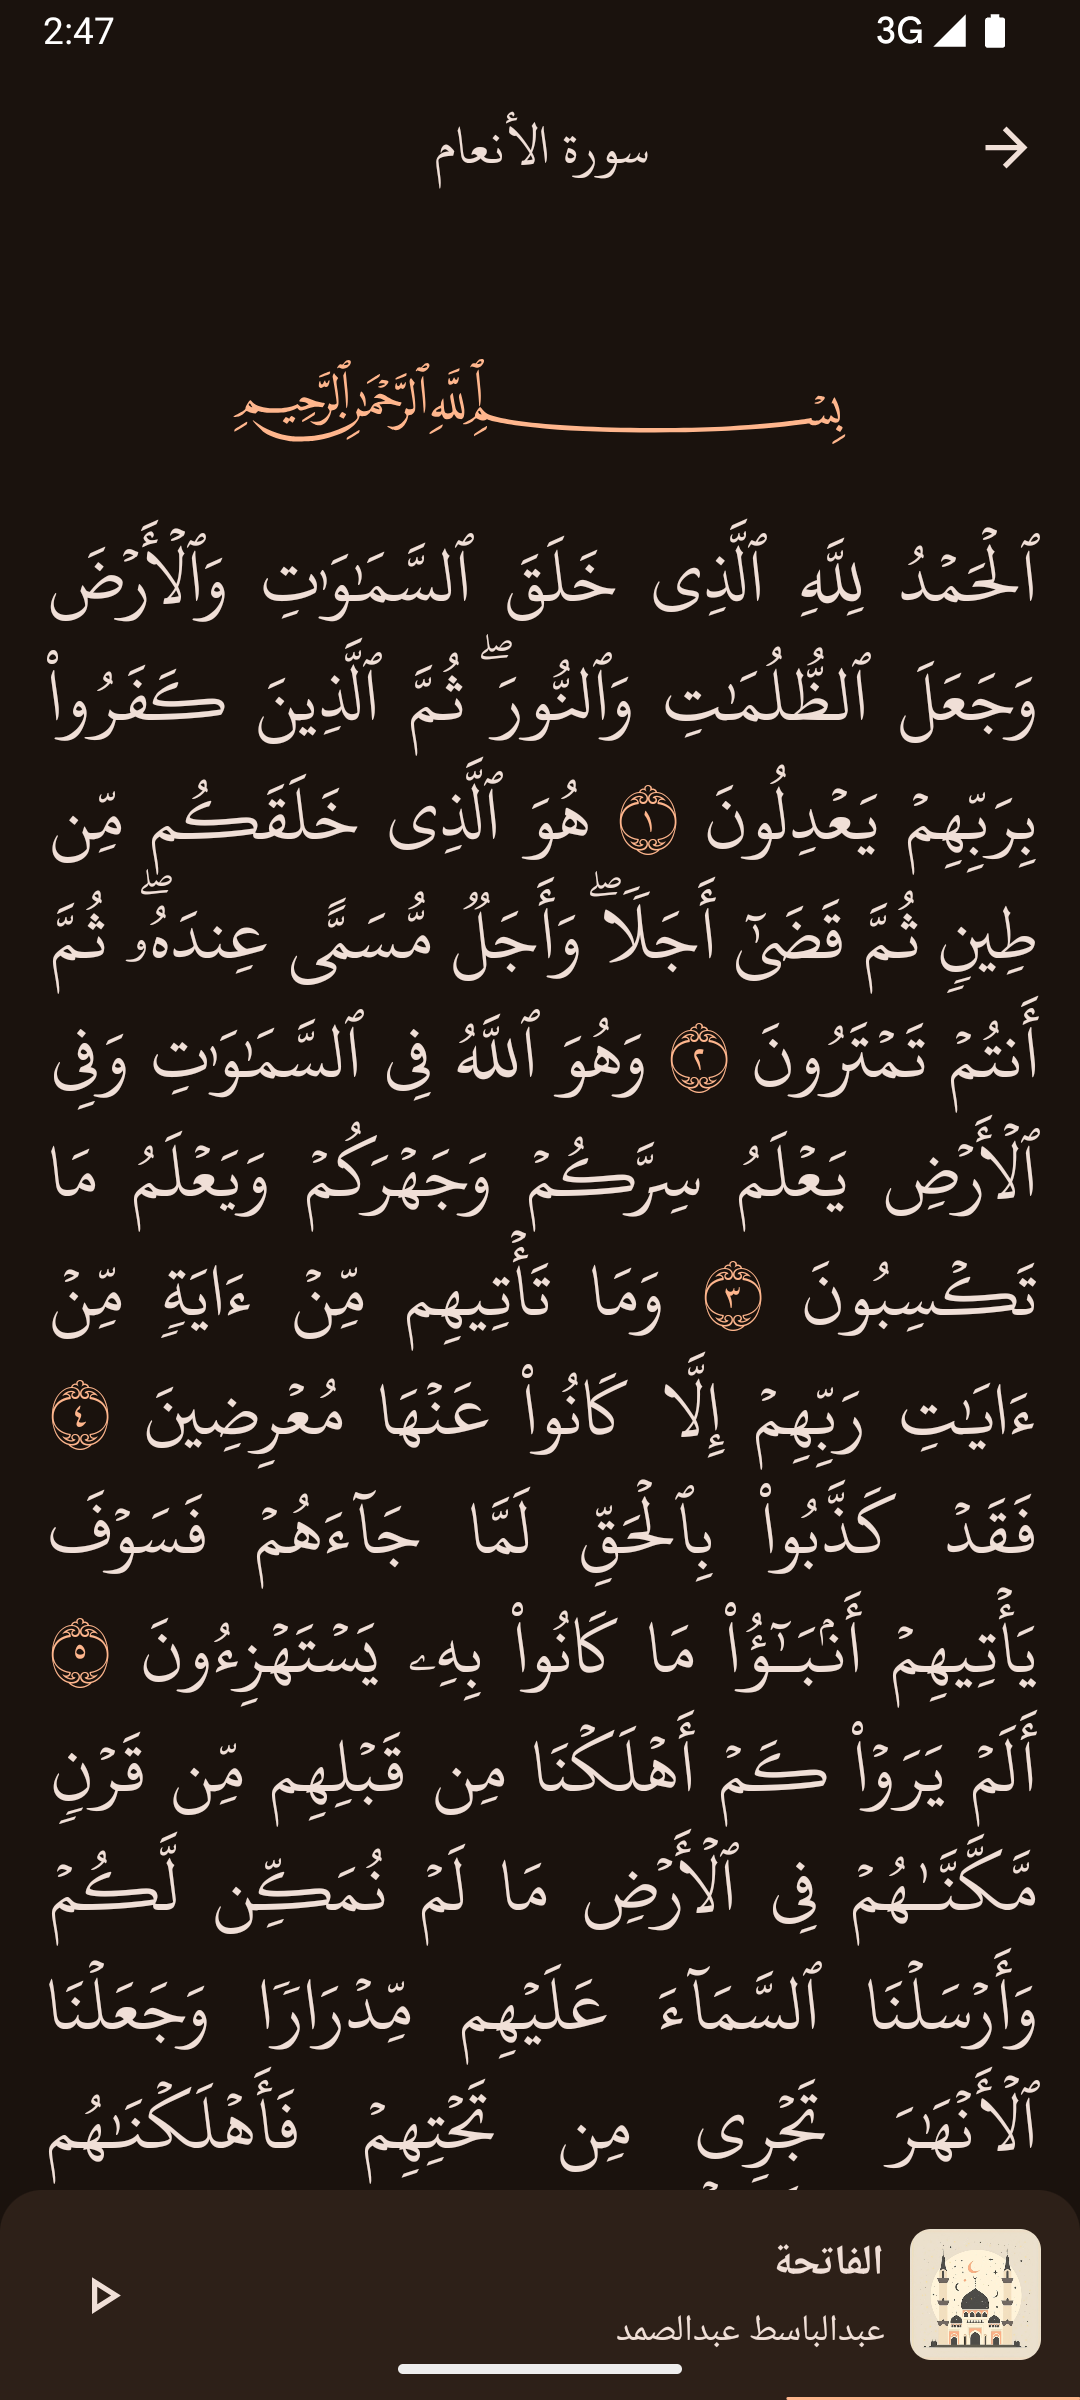 2:47
3G
سورة الأنعام
بِسْمِ ٱللَّهِ ٱلرَّحْمَٰنِ ٱلرَّحِيمِ
ٱلْحَمْدُ لِلَّهِ ٱلَّذِى خَلَقَ ٱلسَّمَٰوَٰتِ وَٱلْأَرْضَ
وَجَعَلَ ٱلظُّلُمَٰتِ وَٱلنُّورَ ۖ ثُمَّ ٱلَّذِينَ كَفَرُوا۟
بِرَبِّهِمْ يَعْدِلُونَ ١ هُوَ ٱلَّذِى خَلَقَكُم مِّن
طِينٍ ثُمَّ قَضَىٰٓ أَجَلًا ۖ وَأَجَلٌ مُّسَمًّى عِندَهُۥ ۖ ثُمَّ
أَنتُمْ تَمْتَرُونَ ٢ وَهُوَ ٱللَّهُ فِى ٱلسَّمَٰوَٰتِ وَفِى
ٱلْأَرْضِ يَعْلَمُ سِرَّكُمْ وَجَهْرَكُمْ وَيَعْلَمُ مَا
تَكْسِبُونَ ٣ وَمَا تَأْتِيهِم مِّنْ ءَايَةٍ مِّنْ
ءَايَٰتِ رَبِّهِمْ إِلَّا كَانُوا۟ عَنْهَا مُعْرِضِينَ ٤
فَقَدْ كَذَّبُوا۟ بِٱلْحَقِّ لَمَّا جَآءَهُمْ فَسَوْفَ
يَأْتِيهِمْ أَنۢبَٰٓؤُا۟ مَا كَانُوا۟ بِهِۦ يَسْتَهْزِءُونَ ٥
أَلَمْ يَرَوْا۟ كَمْ أَهْلَكْنَا مِن قَبْلِهِم مِّن قَرْنٍ
مَّكَّنَّٰهُمْ فِى ٱلْأَرْضِ مَا لَمْ نُمَكِّن لَّكُمْ
وَأَرْسَلْنَا ٱلسَّمَآءَ عَلَيْهِم مِّدْرَارًا وَجَعَلْنَا
ٱلْأَنْهَٰرَ تَجْرِى مِن تَحْتِهِمْ فَأَهْلَكْنَٰهُم
الفاتحة
عبدالباسط عبدالصمد